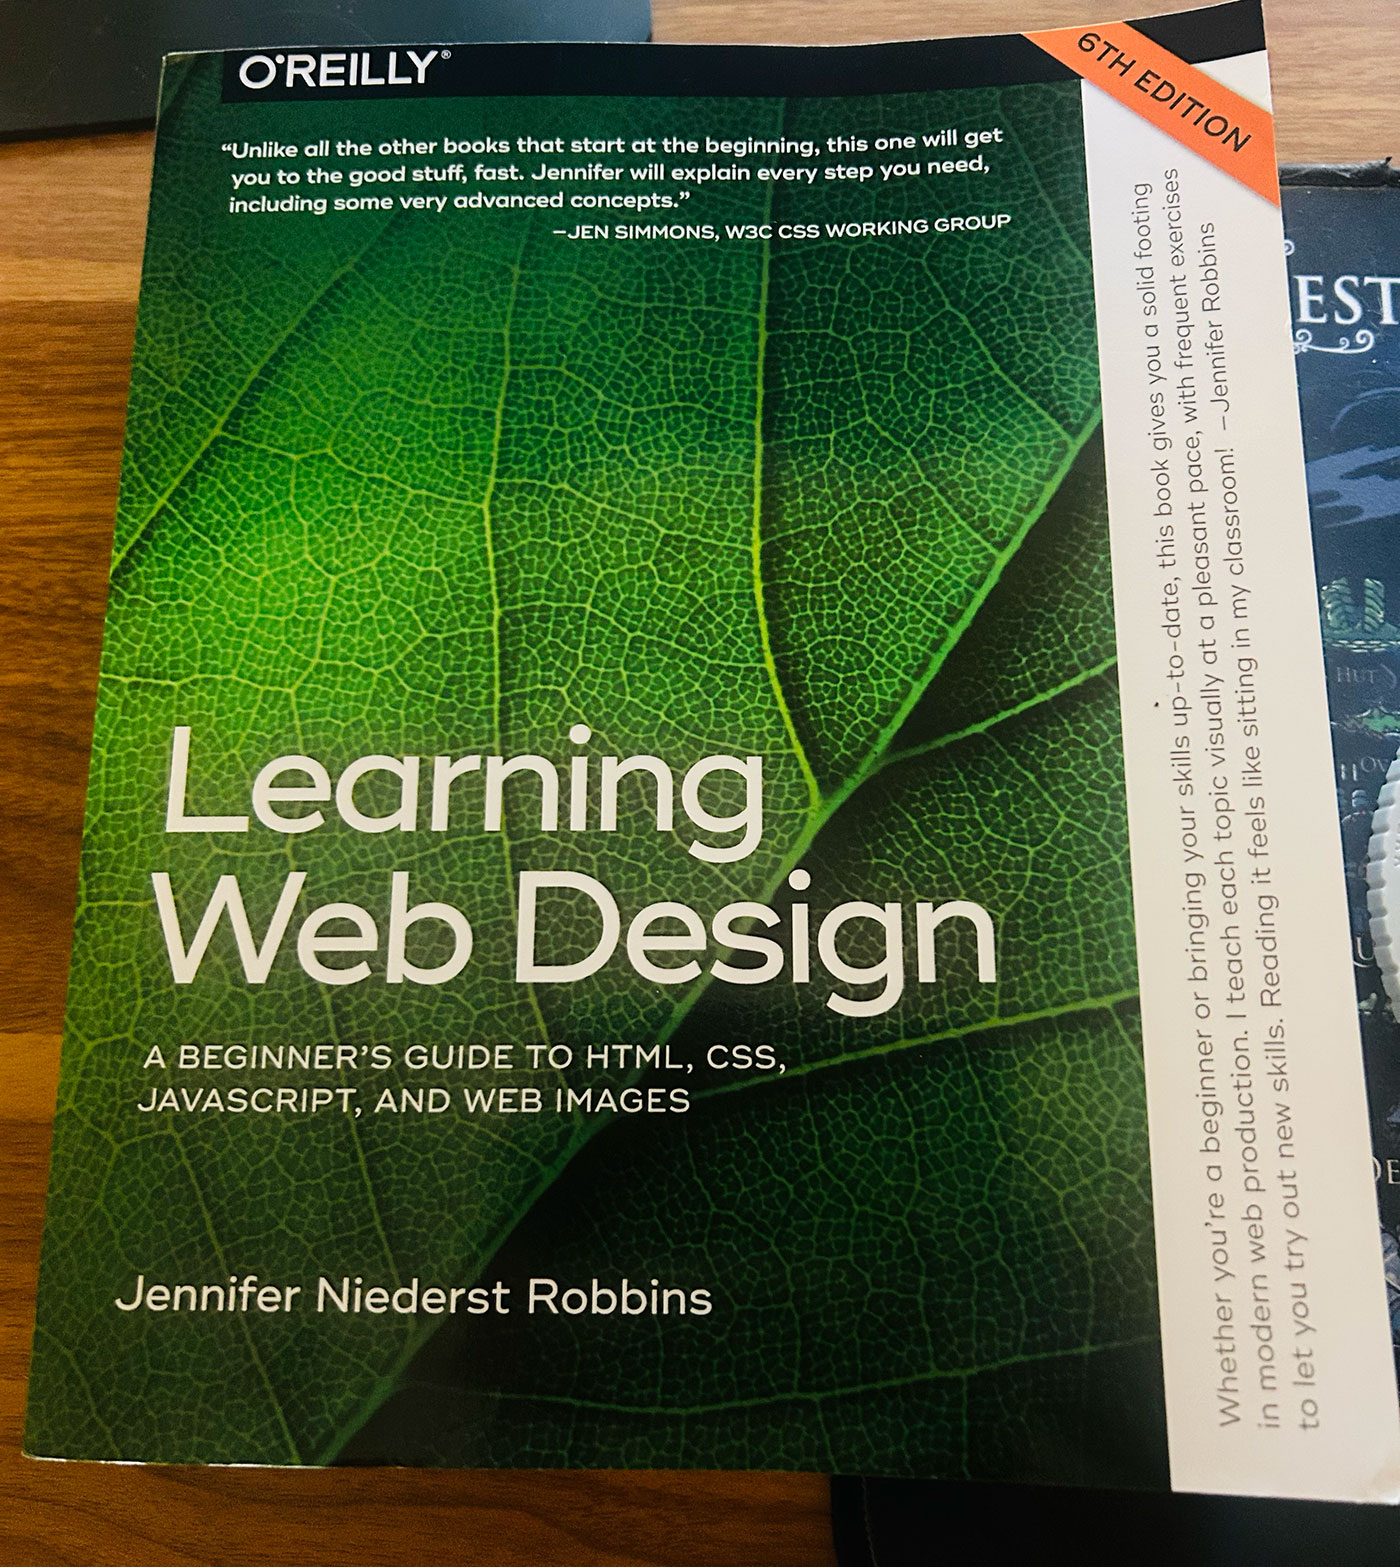 O'REILLY®
6TH EDITION
“Unlike all the other books that start at the beginning, this one will get
you to the good stuff, fast. Jennifer will explain every step you need,
including some very advanced concepts.”
—JEN SIMMONS, W3C CSS WORKING GROUP
Learning
Web Design
A BEGINNER’S GUIDE TO HTML, CSS,
JAVASCRIPT, AND WEB IMAGES
Jennifer Niederst Robbins
Whether you’re a beginner or bringing your skills up-to-date, this book gives you a solid footing
in modern web production. I teach each topic visually at a pleasant pace, with frequent exercises
to let you try out new skills. Reading it feels like sitting in my classroom! —Jennifer Robbins
EST
HUT